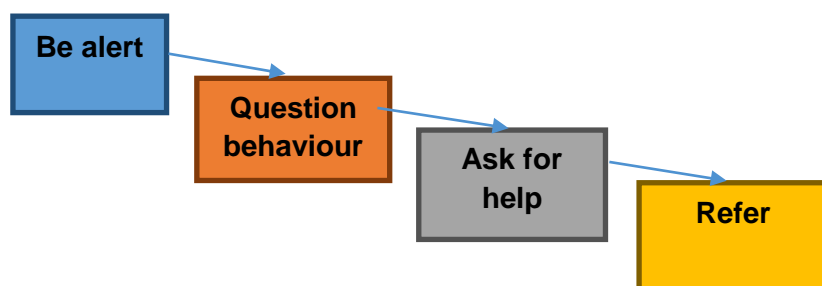 Be alert
Question
behaviour
Ask for
help
Refer